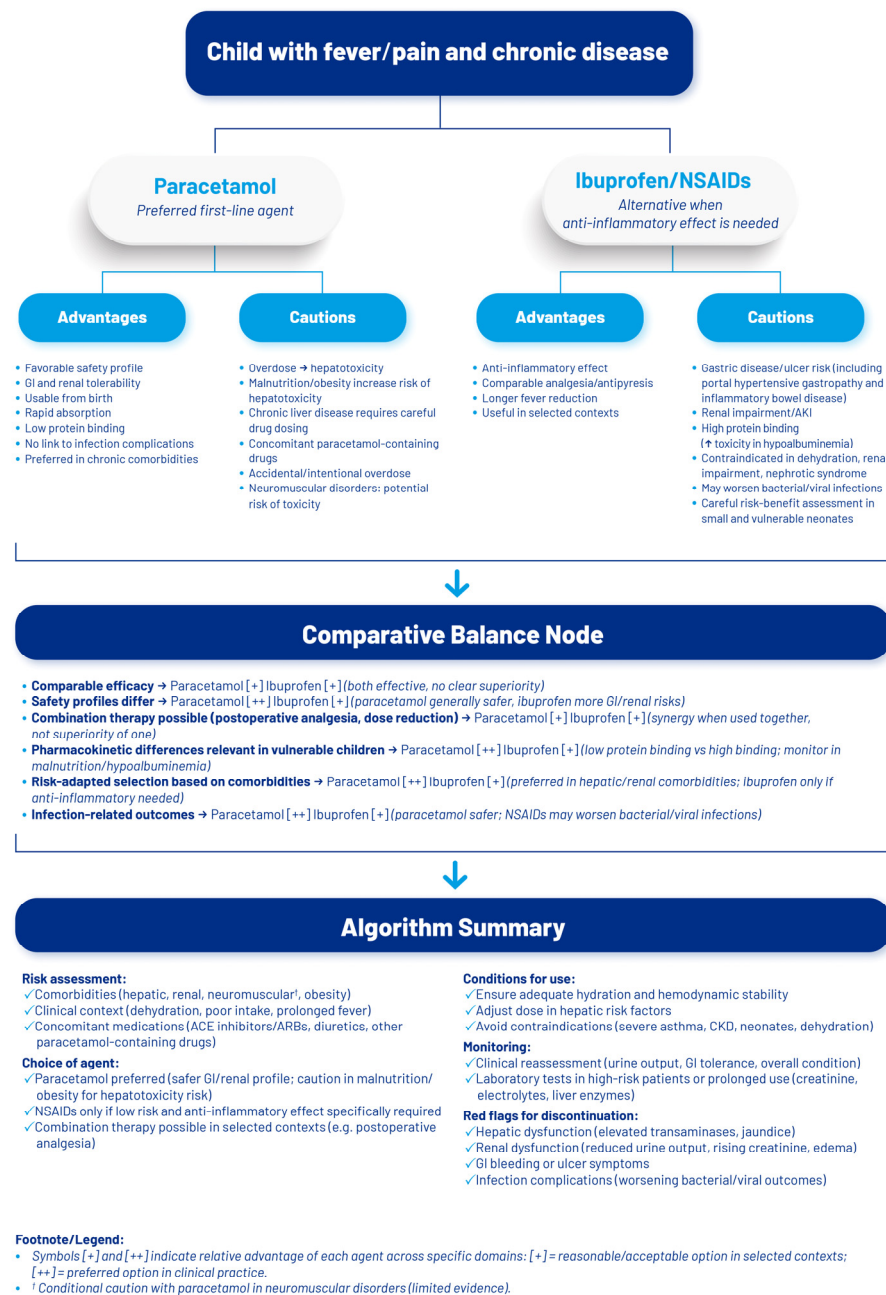 Child with fever/pain and chronic disease
Paracetamol
Preferred first-line agent
Ibuprofen/NSAIDs
Alternative when
anti-inflammatory effect is needed
Advantages
• Favorable safety profile
• GI and renal tolerability
• Usable from birth
• Rapid absorption
• Low protein binding
• No link to infection complications
• Preferred in chronic comorbidities
Cautions
• Overdose → hepatotoxicity
• Malnutrition/obesity increase risk of
hepatotoxicity
• Chronic liver disease requires careful
drug dosing
• Concomitant paracetamol-containing
drugs
• Accidental/intentional overdose
• Neuromuscular disorders: potential
risk of toxicity
Advantages
• Anti-inflammatory effect
• Comparable analgesia/antipyresis
• Longer fever reduction
• Useful in selected contexts
Cautions
• Gastric disease/ulcer risk (including
portal hypertensive gastropathy and
inflammatory bowel disease)
• Renal impairment/AKI
• High protein binding
(↑ toxicity in hypoalbuminemia)
• Contraindicated in dehydration, rena
impairment, nephrotic syndrome
• May worsen bacterial/viral infections
• Careful risk-benefit assessment in
small and vulnerable neonates
Comparative Balance Node
• Comparable efficacy → Paracetamol [+] Ibuprofen [+] (both effective, no clear superiority)
• Safety profiles differ → Paracetamol [++] Ibuprofen [+] (paracetamol generally safer, ibuprofen more GI/renal risks)
• Combination therapy possible (postoperative analgesia, dose reduction) → Paracetamol [+] Ibuprofen [+] (synergy when used together,
not superiority of one)
• Pharmacokinetic differences relevant in vulnerable children → Paracetamol [++] Ibuprofen [+] (low protein binding vs high binding; monitor in
malnutrition/hypoalbuminemia)
• Risk-adapted selection based on comorbidities → Paracetamol [++] Ibuprofen [+] (preferred in hepatic/renal comorbidities; ibuprofen only if
anti-inflammatory needed)
• Infection-related outcomes → Paracetamol [++] Ibuprofen [+] (paracetamol safer; NSAIDs may worsen bacterial/viral infections)
Algorithm Summary
Risk assessment:
✓Comorbidities (hepatic, renal, neuromuscular†, obesity)
✓Clinical context (dehydration, poor intake, prolonged fever)
✓Concomitant medications (ACE inhibitors/ARBs, diuretics, other
paracetamol-containing drugs)
Choice of agent:
✓Paracetamol preferred (safer GI/renal profile; caution in malnutrition/
obesity for hepatotoxicity risk)
✓NSAIDs only if low risk and anti-inflammatory effect specifically required
✓Combination therapy possible in selected contexts (e.g. postoperative
analgesia)
Conditions for use:
✓Ensure adequate hydration and hemodynamic stability
✓Adjust dose in hepatic risk factors
✓Avoid contraindications (severe asthma, CKD, neonates, dehydration)
Monitoring:
✓Clinical reassessment (urine output, GI tolerance, overall condition)
✓Laboratory tests in high-risk patients or prolonged use (creatinine,
electrolytes, liver enzymes)
Red flags for discontinuation:
✓Hepatic dysfunction (elevated transaminases, jaundice)
✓Renal dysfunction (reduced urine output, rising creatinine, edema)
✓GI bleeding or ulcer symptoms
✓Infection complications (worsening bacterial/viral outcomes)
Footnote/Legend:
• Symbols [+] and [++] indicate relative advantage of each agent across specific domains: [+] = reasonable/acceptable option in selected contexts;
[++] = preferred option in clinical practice.
• † Conditional caution with paracetamol in neuromuscular disorders (limited evidence).